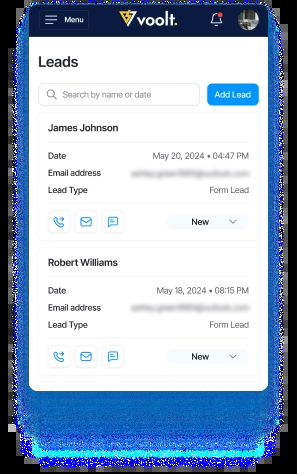 Menu
voolt.
Leads
Search by name or date
Add Lead
James Johnson
Date
May 20, 2024 • 04:47 PM
Email address
Lead Type
Form Lead
New
Robert Williams
Date
May 18, 2024 • 08:15 PM
Email address
Lead Type
Form Lead
New